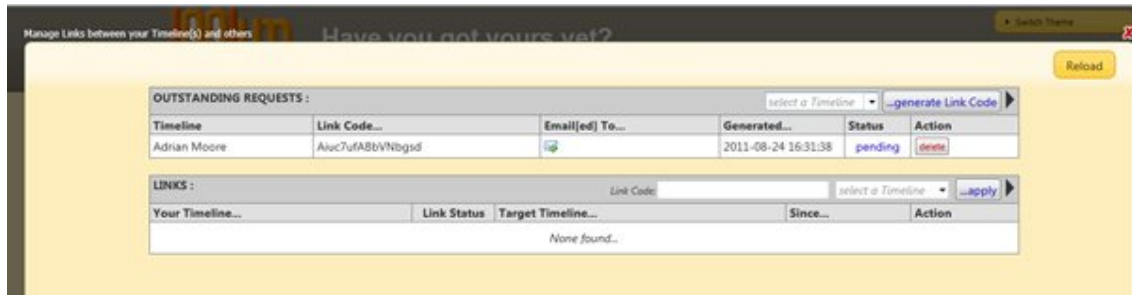 Switch Theme
Manage Links between your Timeline(s) and others
Have you got yours yet?
Reload
OUTSTANDING REQUESTS : select a Timeline ...generate Link Code
Timeline Link Code... Email[ed] To... Generated... Status Action
Adrian Moore Aiuc7ufABbVNbgsd 2011-08-24 16:31:38 pending delete
LINKS : Link Code: select a Timeline ...apply
Your Timeline... Link Status Target Timeline... Since... Action
None found...